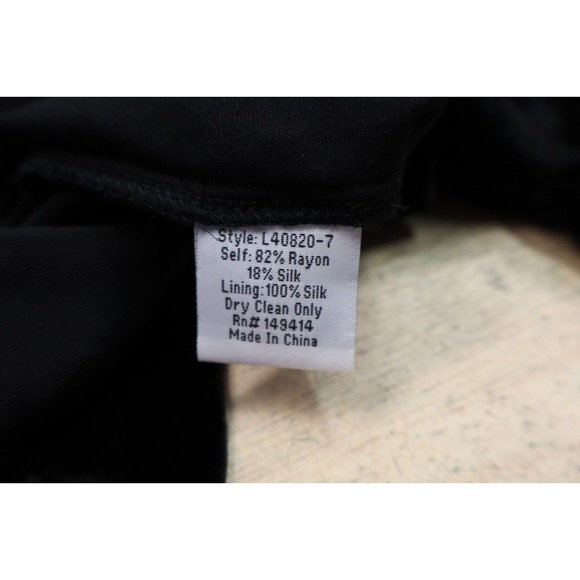 Style: L40820-7
Self: 82% Rayon
18% Silk
Lining:100% Silk
Dry Clean Only
Rn# 149414
Made In China